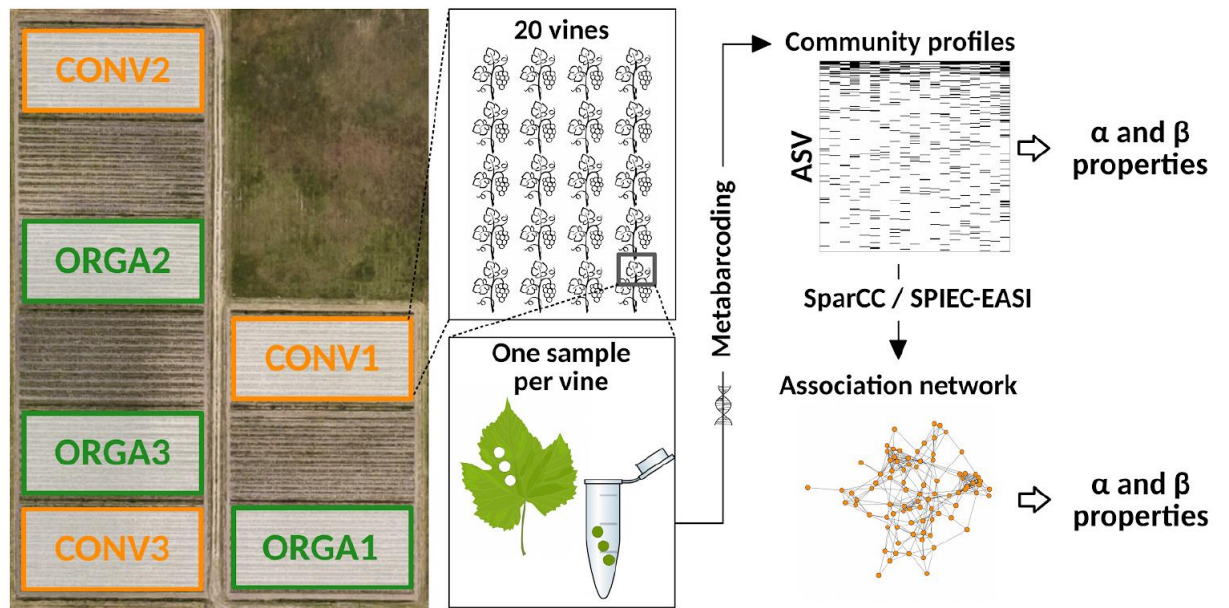 CONV2
ORGA2
ORGA3
CONV3
CONV1
ORGA1
20 vines
One sample
per vine
Metabarcoding
Community profiles
ASV
α and β
properties
SparCC / SPIEC-EASI
Association network
α and β
properties